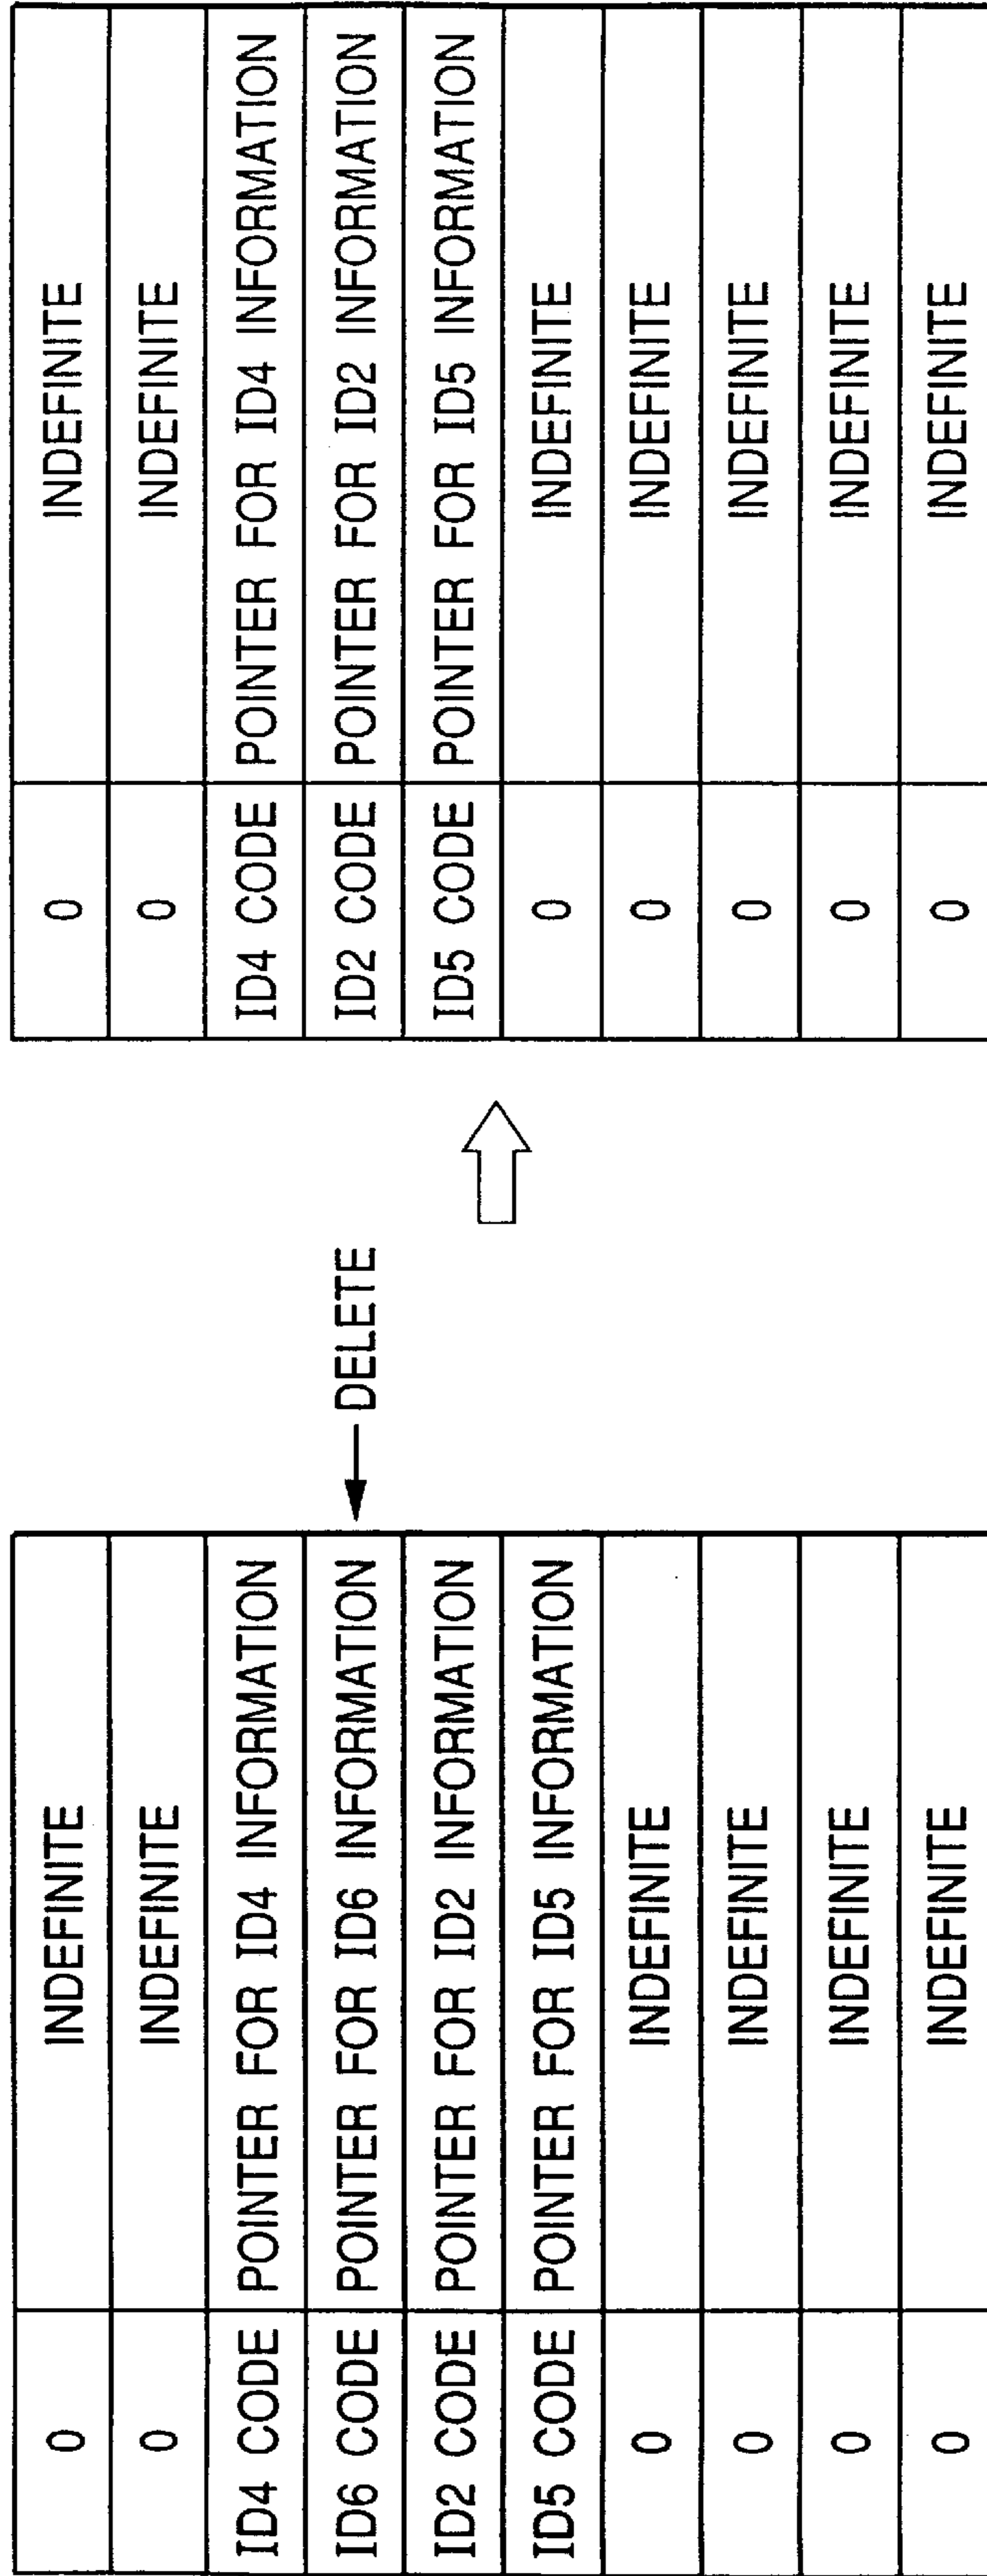 0 INDEFINITE
0 INDEFINITE
ID4 CODE POINTER FOR ID4 INFORMATION
ID6 CODE POINTER FOR ID6 INFORMATION
ID2 CODE POINTER FOR ID2 INFORMATION
ID5 CODE POINTER FOR ID5 INFORMATION
0 INDEFINITE
0 INDEFINITE
0 INDEFINITE
0 INDEFINITE
DELETE
0 INDEFINITE
0 INDEFINITE
ID4 CODE POINTER FOR ID4 INFORMATION
ID2 CODE POINTER FOR ID2 INFORMATION
ID5 CODE POINTER FOR ID5 INFORMATION
0 INDEFINITE
0 INDEFINITE
0 INDEFINITE
0 INDEFINITE
0 INDEFINITE